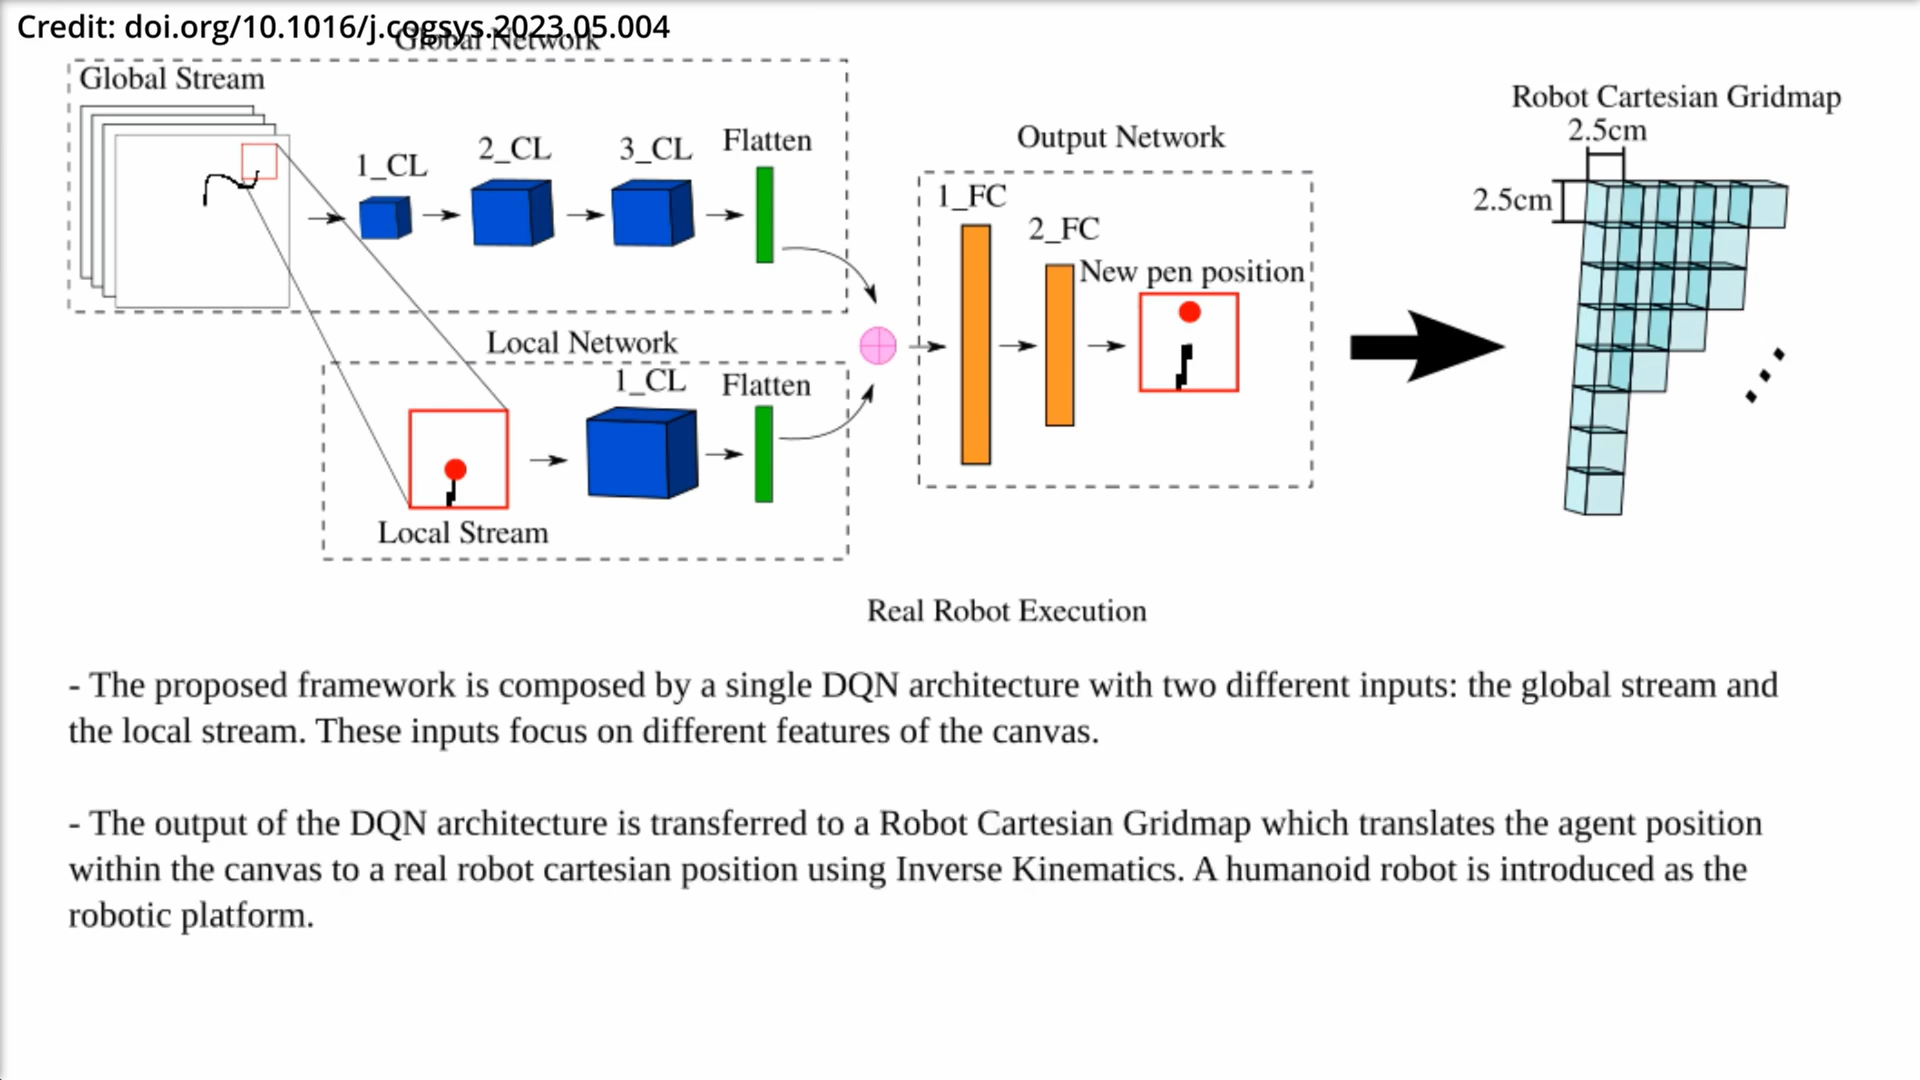 Credit: doi.org/10.1016/j.cogsys.2023.05.004
Global Network
Global Stream
1_CL
2_CL
3_CL
Flatten
Local Network
1_CL
Flatten
Local Stream
Output Network
1_FC
2_FC
New pen position
Robot Cartesian Gridmap
2.5cm
2.5cm
Real Robot Execution
- The proposed framework is composed by a single DQN architecture with two different inputs: the global stream and
the local stream. These inputs focus on different features of the canvas.
- The output of the DQN architecture is transferred to a Robot Cartesian Gridmap which translates the agent position
within the canvas to a real robot cartesian position using Inverse Kinematics. A humanoid robot is introduced as the
robotic platform.